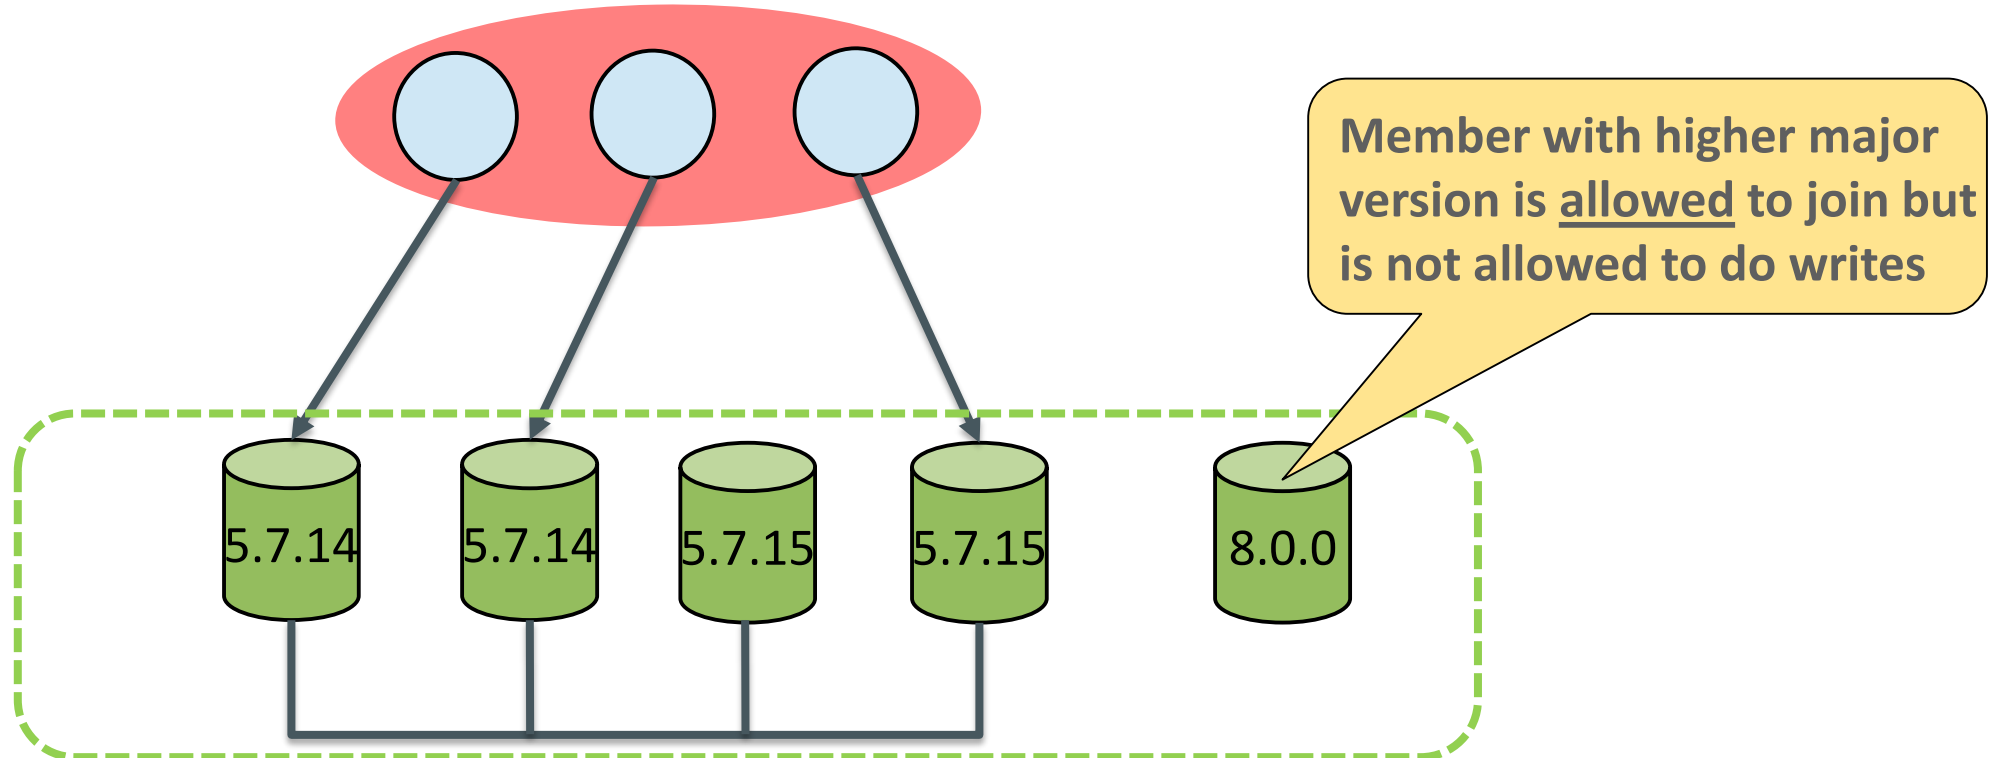 Member with higher major
version is allowed to join but
is not allowed to do writes
5.7.14
5.7.14
5.7.15
5.7.15
8.0.0